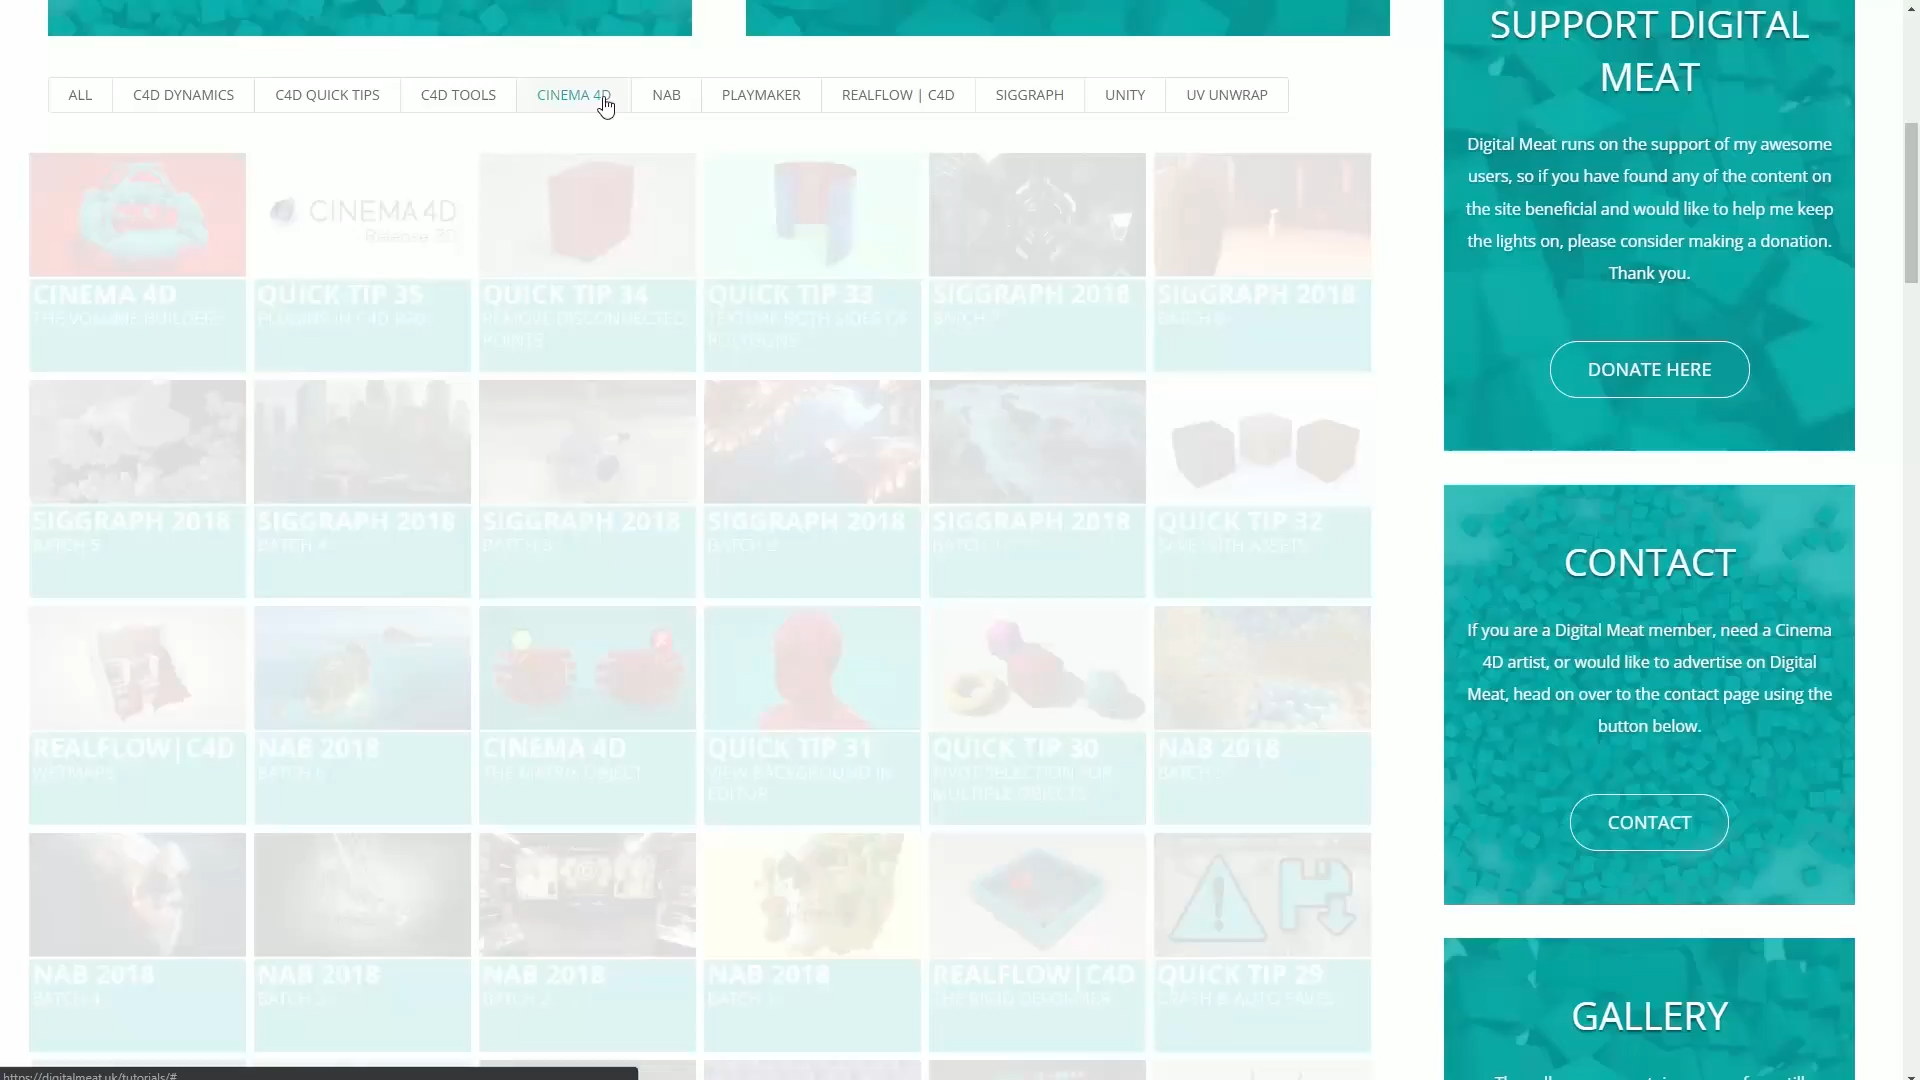 SUPPORT DIGITAL
MEAT
ALL
C4D DYNAMICS
C4D QUICK TIPS
C4D TOOLS
CINEMA 4D
NAB
PLAYMAKER
REALFLOW | C4D
SIGGRAPH
UNITY
UV UNWRAP
Digital Meat runs on the support of my awesome
users, so if you have found any of the content on
the site beneficial and would like to help me keep
the lights on, please consider making a donation.
Thank you.
DONATE HERE
CINEMA 4D
Release 20
CINEMA 4D
THE VOLUME BUILDER
QUICK TIP 35
PLUGINS IN C4D R20
QUICK TIP 34
REMOVE DISCONNECTED
POINTS
QUICK TIP 33
TEXTURE BOTH SIDES OF
POLYGONS
SIGGRAPH 2018
BATCH 7
SIGGRAPH 2018
BATCH 6
SIGGRAPH 2018
BATCH 5
SIGGRAPH 2018
BATCH 4
SIGGRAPH 2018
BATCH 3
SIGGRAPH 2018
BATCH 2
SIGGRAPH 2018
BATCH 1
QUICK TIP 32
SAVE WITH ASSETS
CONTACT
If you are a Digital Meat member, need a Cinema
4D artist, or would like to advertise on Digital
Meat, head on over to the contact page using the
button below.
CONTACT
REALFLOW|C4D
WETMAPS
NAB 2018
BATCH 6
CINEMA 4D
THE MATRIX OBJECT
QUICK TIP 31
VIEW BACKGROUND IN
EDITOR
QUICK TIP 30
PIVOT SELECTION FOR
MULTIPLE OBJECTS
NAB 2018
BATCH
NAB 2018
BATCH 4
NAB 2018
BATCH
NAB 2018
BATCH 2
NAB 2018
BATCH
REALFLOW|C4D
QUICK TIP 29
CRASH & AUTO SAVES
GALLERY
https://digitalmeat.uk/tutorials/#